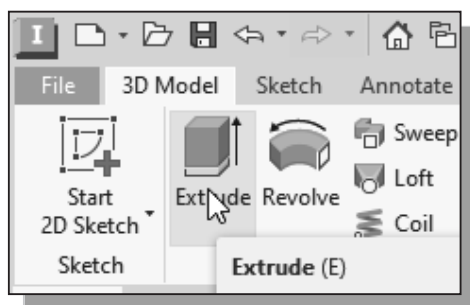 I
File 3D Model Sketch Annotate
Start
2D Sketch
Extrude
Revolve
Sweep
Loft
Coil
Sketch
Extrude (E)